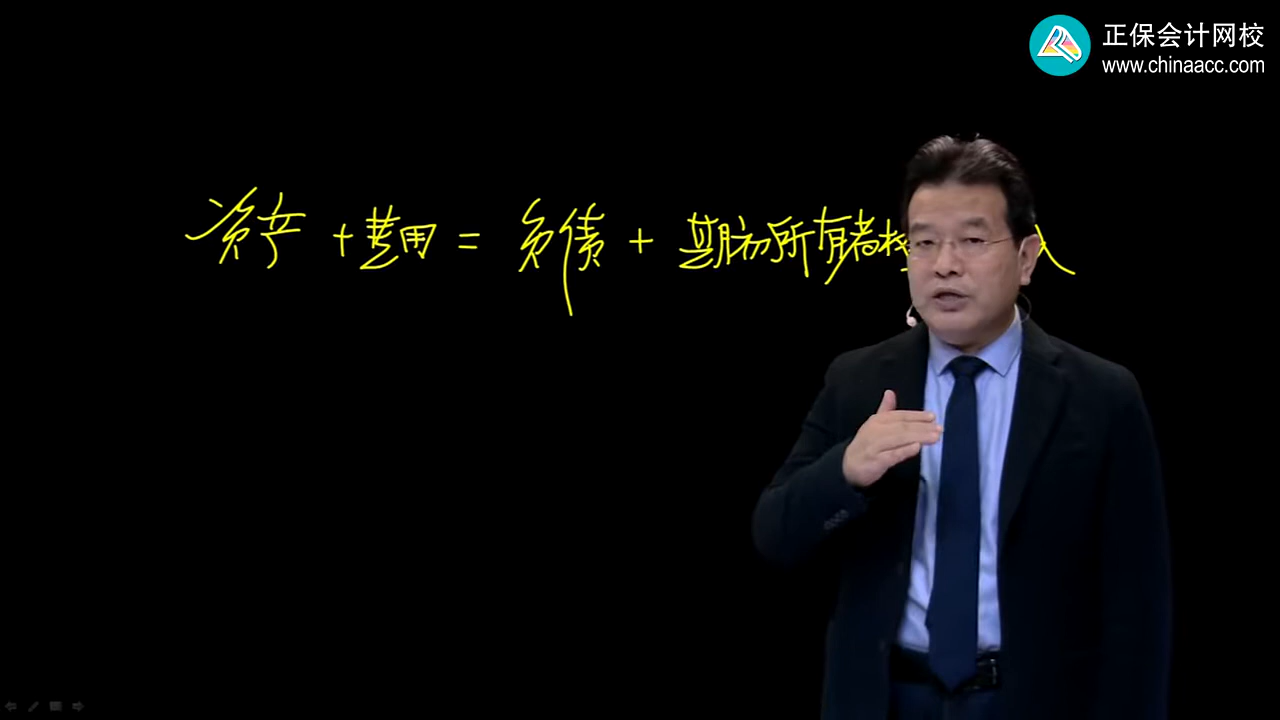 正保会计网校
www.chinaacc.com
资产 + 费用 = 负债 + 期初所有者